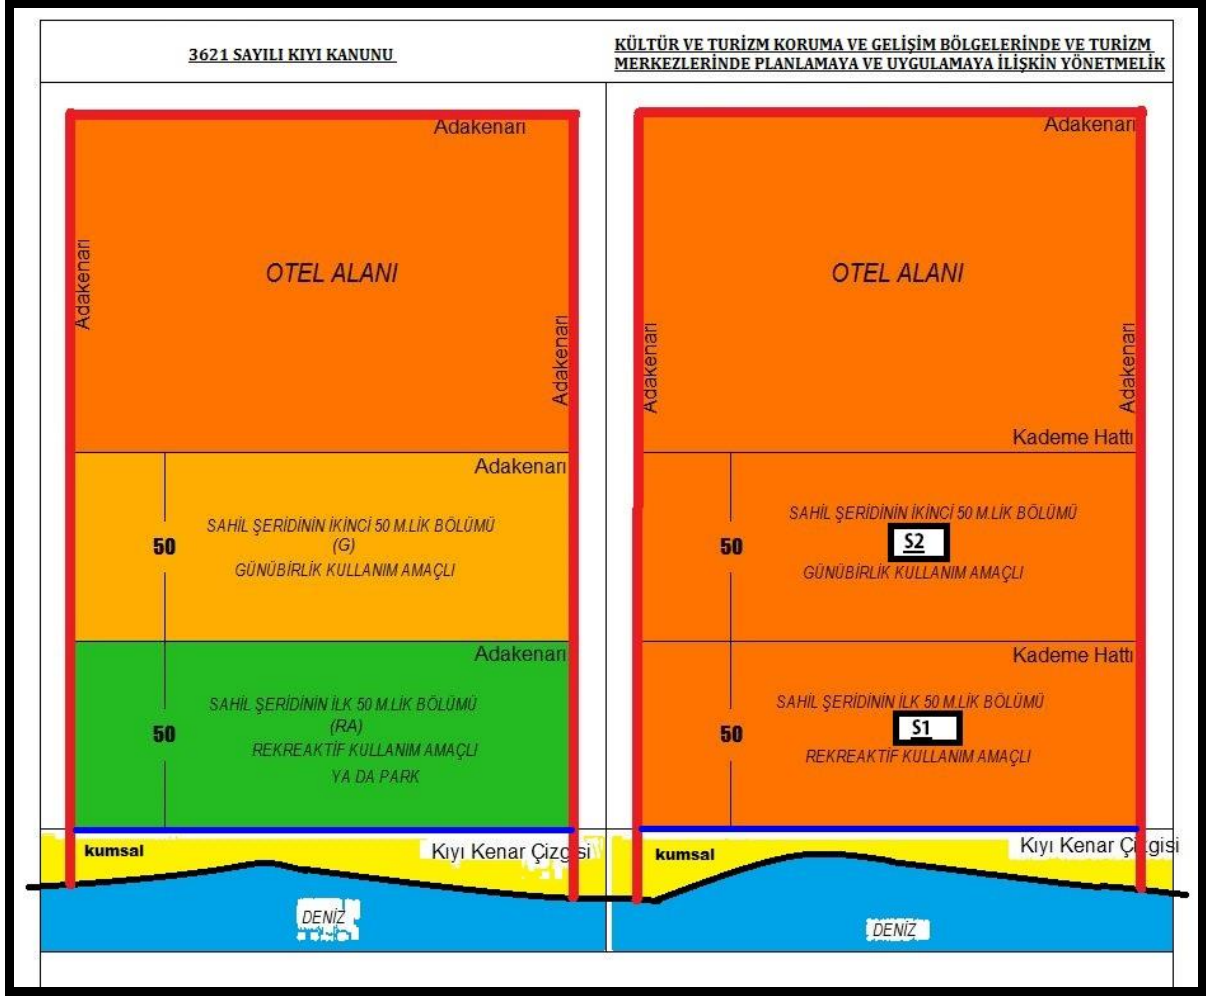 3621 SAYILI KIYI KANUNU
Adakenarı
Adakenarı
OTEL ALANI
Adakenarı
Adakenarı
SAHİL ŞERİDİNİN İKİNCİ 50 M.LİK BÖLÜMÜ
(G)
50
GÜNÜBİRLİK KULLANIM AMAÇLI
Adakenarı
SAHİL ŞERİDİNİN İLK 50 M.LİK BÖLÜMÜ
(RA)
50
REKREAKTİF KULLANIM AMAÇLI
YA DA PARK
kumsal
Kıyı Kenar Çizgisi
DENİZ
KÜLTÜR VE TURİZM KORUMA VE GELİŞİM BÖLGELERİNDE VE TURİZM
MERKEZLERİNDE PLANLAMAYA VE UYGULAMAYA İLİŞKİN YÖNETMELİK
Adakenarı
OTEL ALANI
Adakenarı
Adakenarı
Kademe Hattı
SAHİL ŞERİDİNİN İKİNCİ 50 M.LİK BÖLÜMÜ
S2
50
GÜNÜBİRLİK KULLANIM AMAÇLI
Kademe Hattı
SAHİL ŞERİDİNİN İLK 50 M.LİK BÖLÜMÜ
S1
50
REKREAKTİF KULLANIM AMAÇLI
Kıyı Kenar Çizgisi
kumsal
DENİZ